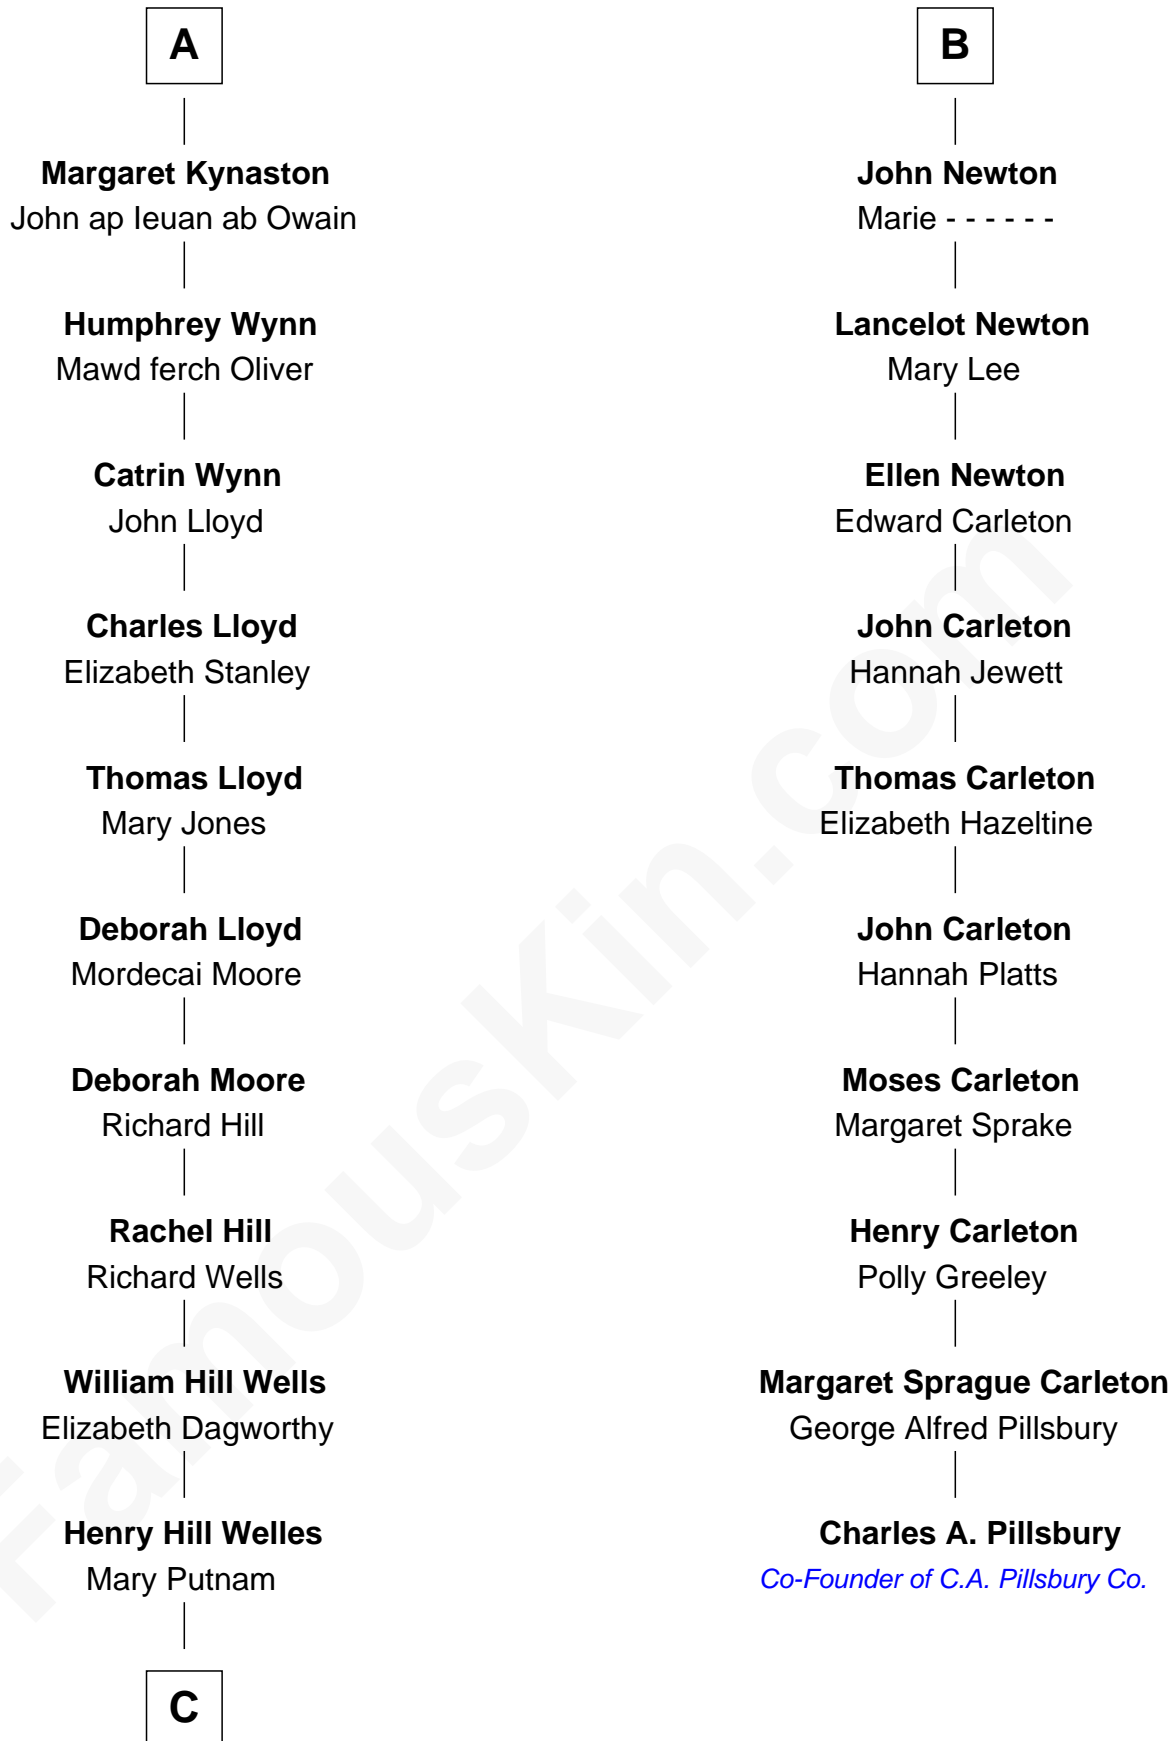 A
Margaret Kynaston
John ap Ieuan ab Owain
Humphrey Wynn
Mawd ferch Oliver
Catrin Wynn
John Lloyd
Charles Lloyd
Elizabeth Stanley
Thomas Lloyd
Mary Jones
Deborah Lloyd
Mordecai Moore
Deborah Moore
Richard Hill
Rachel Hill
Richard Wells
William Hill Wells
Elizabeth Dagworthy
Henry Hill Welles
Mary Putnam
C
B
John Newton
Marie - - - - - -
Lancelot Newton
Mary Lee
Ellen Newton
Edward Carleton
John Carleton
Hannah Jewett
Thomas Carleton
Elizabeth Hazeltine
John Carleton
Hannah Platts
Moses Carleton
Margaret Sprake
Henry Carleton
Polly Greeley
Margaret Sprague Carleton
George Alfred Pillsbury
Charles A. Pillsbury
Co-Founder of C.A. Pillsbury Co.
FamousKin.com